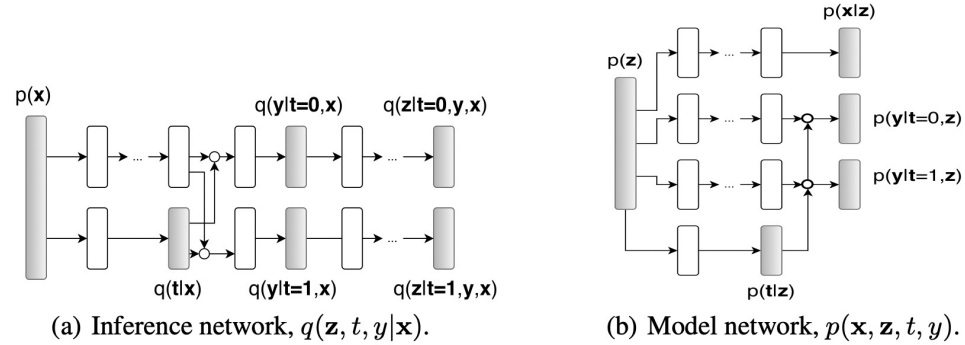 p(x)
q(y|t=0,x)
q(z|t=0,y,x)
...
...
q(t|x)
q(y|t=1,x)
...
q(z|t=1,y,x)
(a) Inference network, q(z, t, y|x).
p(x|z)
...
p(z)
...
p(y|t=0,z)
...
p(y|t=1,z)
p(t|z)
(b) Model network, p(x, z, t, y).